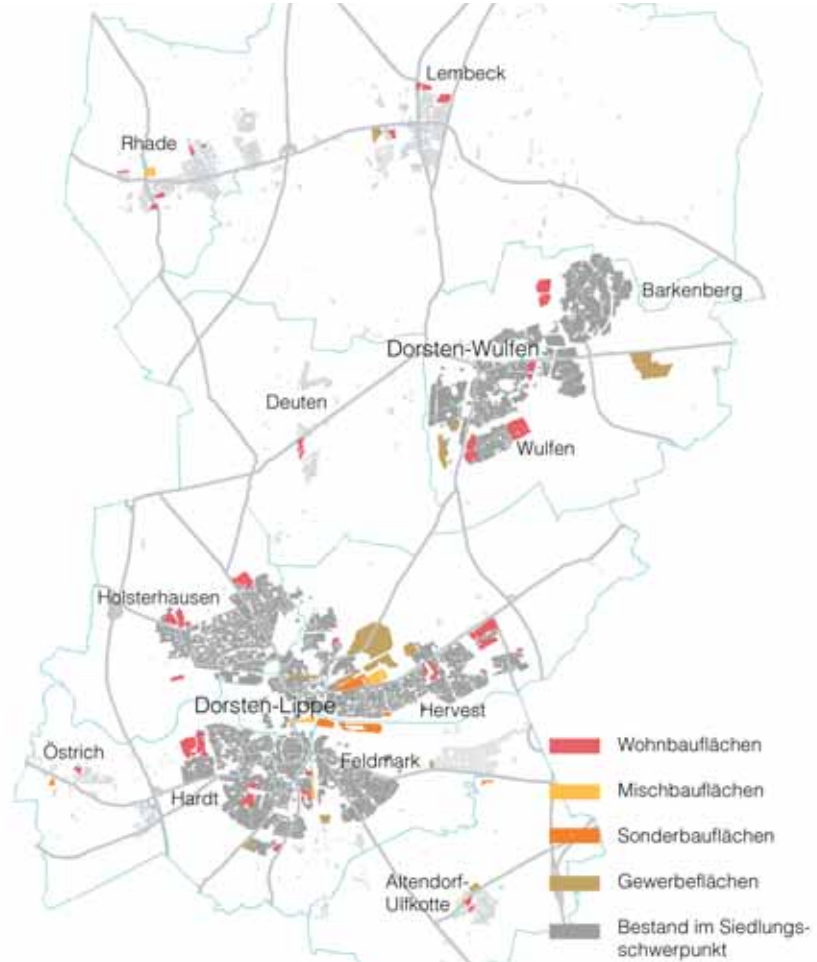 Lembeck
Rhade
Barkenberg
Dorsten-Wulfen
Deuten
Wulfen
Holsterhausen
Dorsten-Lippe
Hervest
Östrich
Feldmark
Hardt
Altendorf-
Ulfkotte
Wohnbauflächen
Mischbauflächen
Sonderbauflächen
Gewerbeflächen
Bestand im Siedlungs-
schwerpunkt